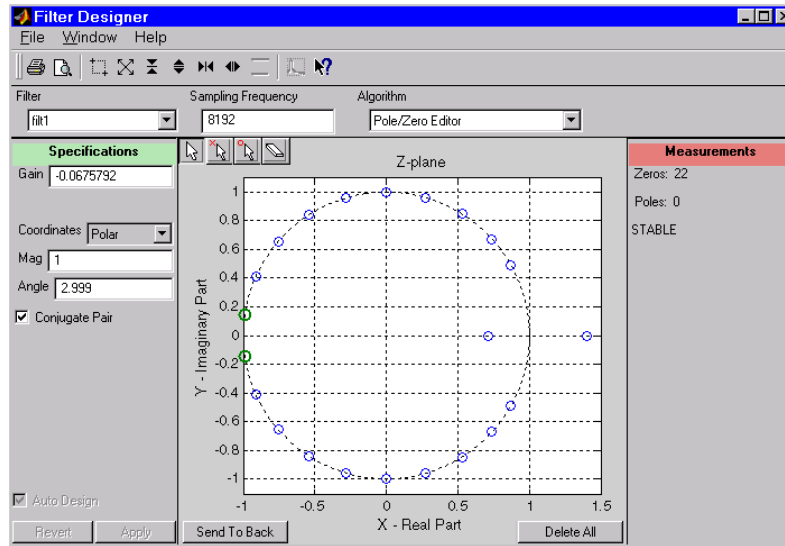 Filter Designer
File Window Help
Filter
Sampling Frequency
Algorithm
filt1
8192
Pole/Zero Editor
Specifications
Gain -0.0675792
Coordinates Polar
Mag 1
Angle 2.999
Conjugate Pair
Auto Design
Revert Apply
Z-plane
1
0.8
0.6
0.4
0.2
0
-0.2
-0.4
-0.6
-0.8
-1
Y - Imaginary Part
-1 -0.5 0 0.5 1 1.5
X - Real Part
Send To Back
Delete All
Measurements
Zeros: 22
Poles: 0
STABLE